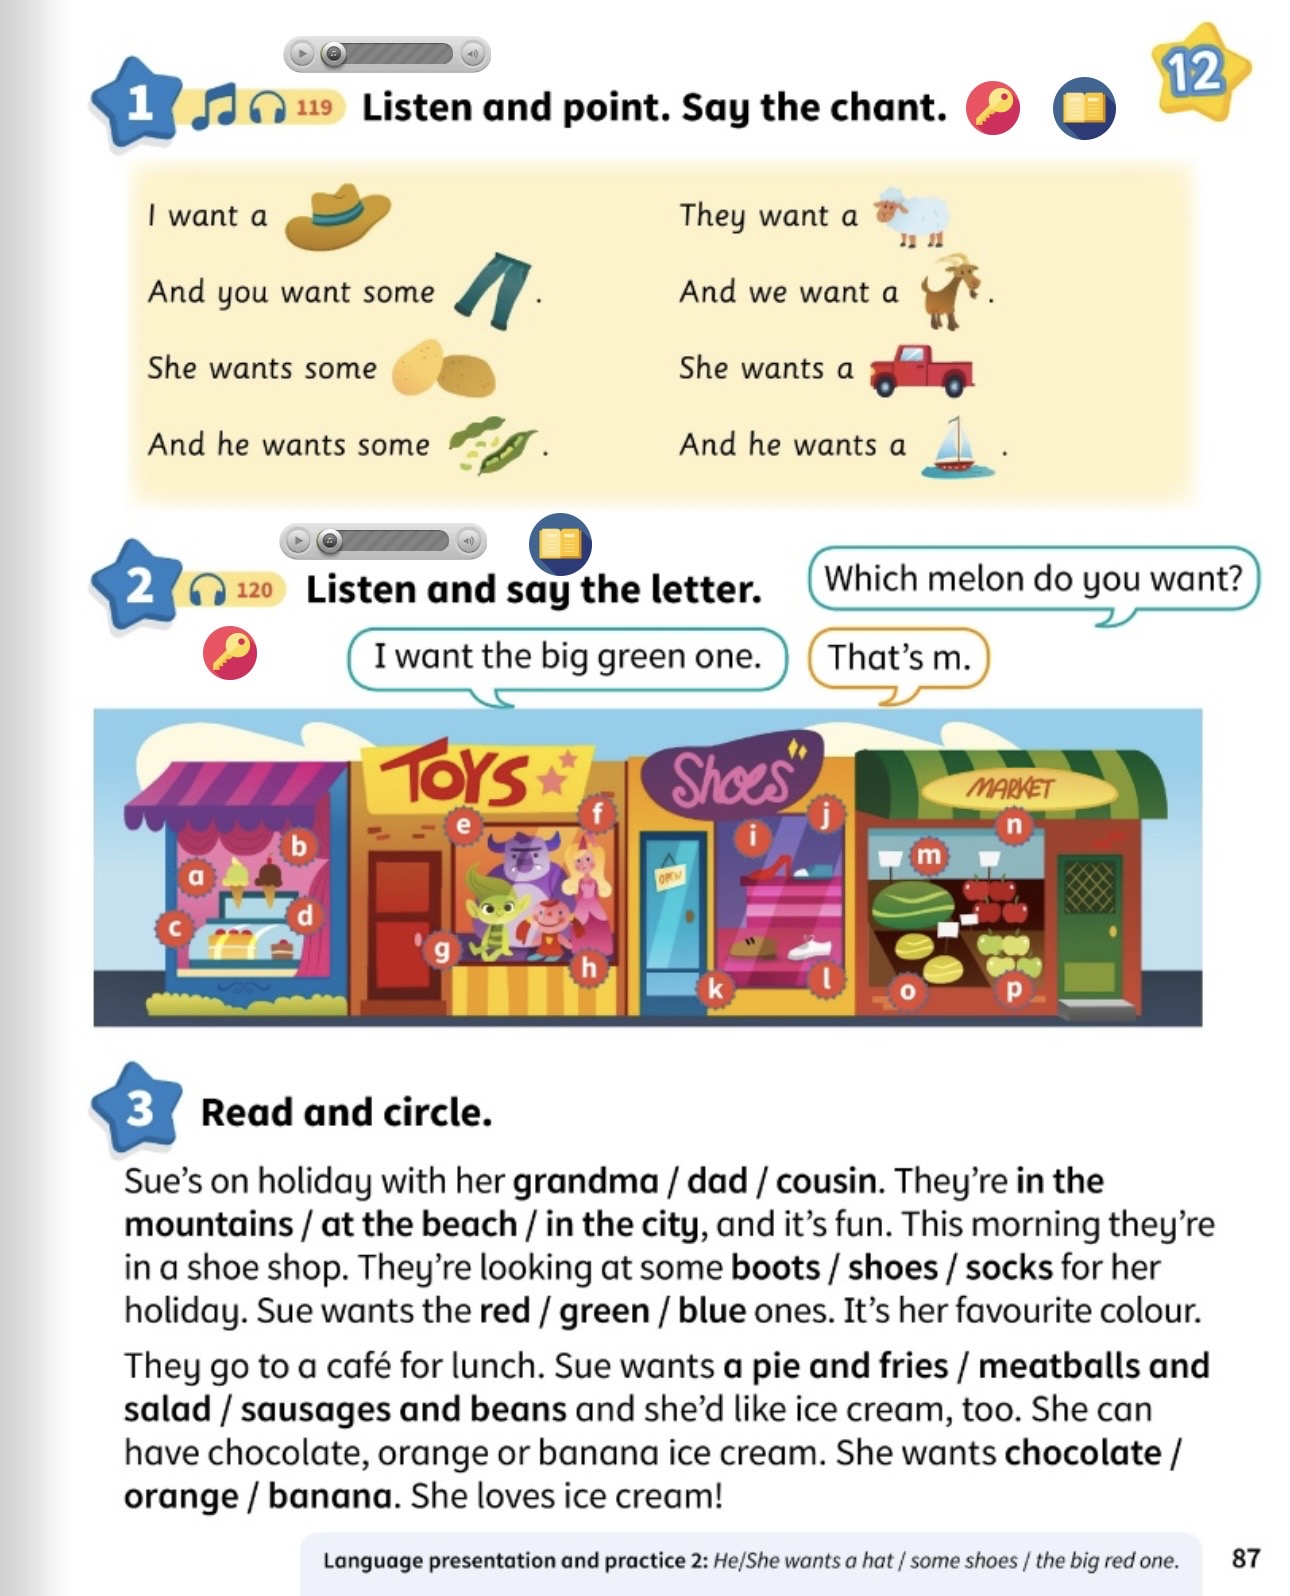 12
1 119 Listen and point. Say the chant.
I want a
And you want some .
She wants some
And he wants some .
They want a
And we want a .
She wants a
And he wants a .
2 120 Listen and say the letter.
Which melon do you want?
I want the big green one.
That's m.
TOYS
Shoes
MARKET
OPEN
a
b
c
d
e
f
g
h
i
j
k
l
m
n
o
p
3 Read and circle.
Sue's on holiday with her grandma / dad / cousin. They're in the
mountains / at the beach / in the city, and it's fun. This morning they're
in a shoe shop. They're looking at some boots / shoes / socks for her
holiday. Sue wants the red / green / blue ones. It's her favourite colour.
They go to a café for lunch. Sue wants a pie and fries / meatballs and
salad / sausages and beans and she'd like ice cream, too. She can
have chocolate, orange or banana ice cream. She wants chocolate /
orange / banana. She loves ice cream!
Language presentation and practice 2: He/She wants a hat / some shoes / the big red one.
87